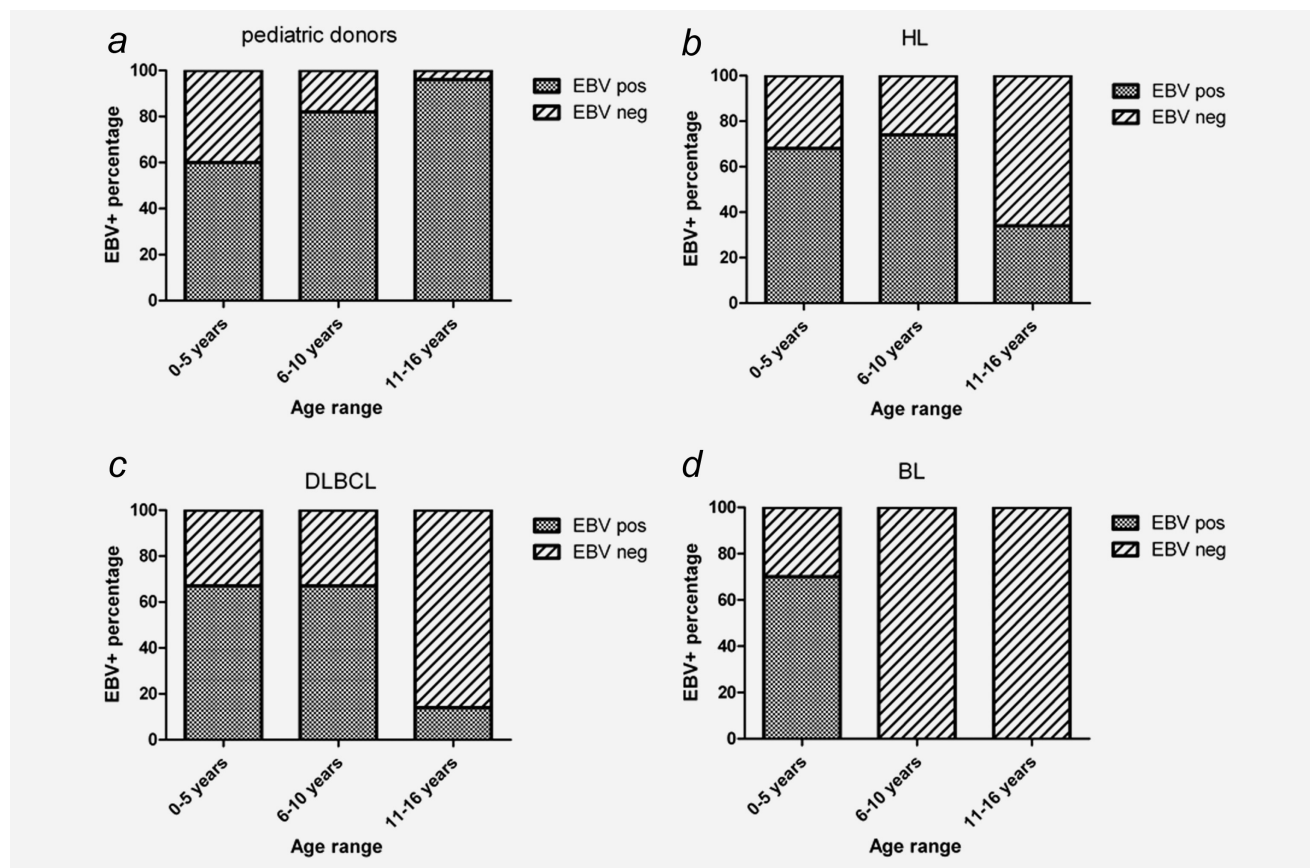 a
pediatric donors
EBV+ percentage
100
80
60
40
20
0
0-5 years
6-10 years
11-16 years
Age range
EBV pos
EBV neg
b
HL
EBV+ percentage
100
80
60
40
20
0
0-5 years
6-10 years
11-16 years
Age range
EBV pos
EBV neg
c
DLBCL
EBV+ percentage
100
80
60
40
20
0
0-5 years
6-10 years
11-16 years
Age range
EBV pos
EBV neg
d
BL
EBV+ percentage
100
80
60
40
20
0
0-5 years
6-10 years
11-16 years
Age range
EBV pos
EBV neg